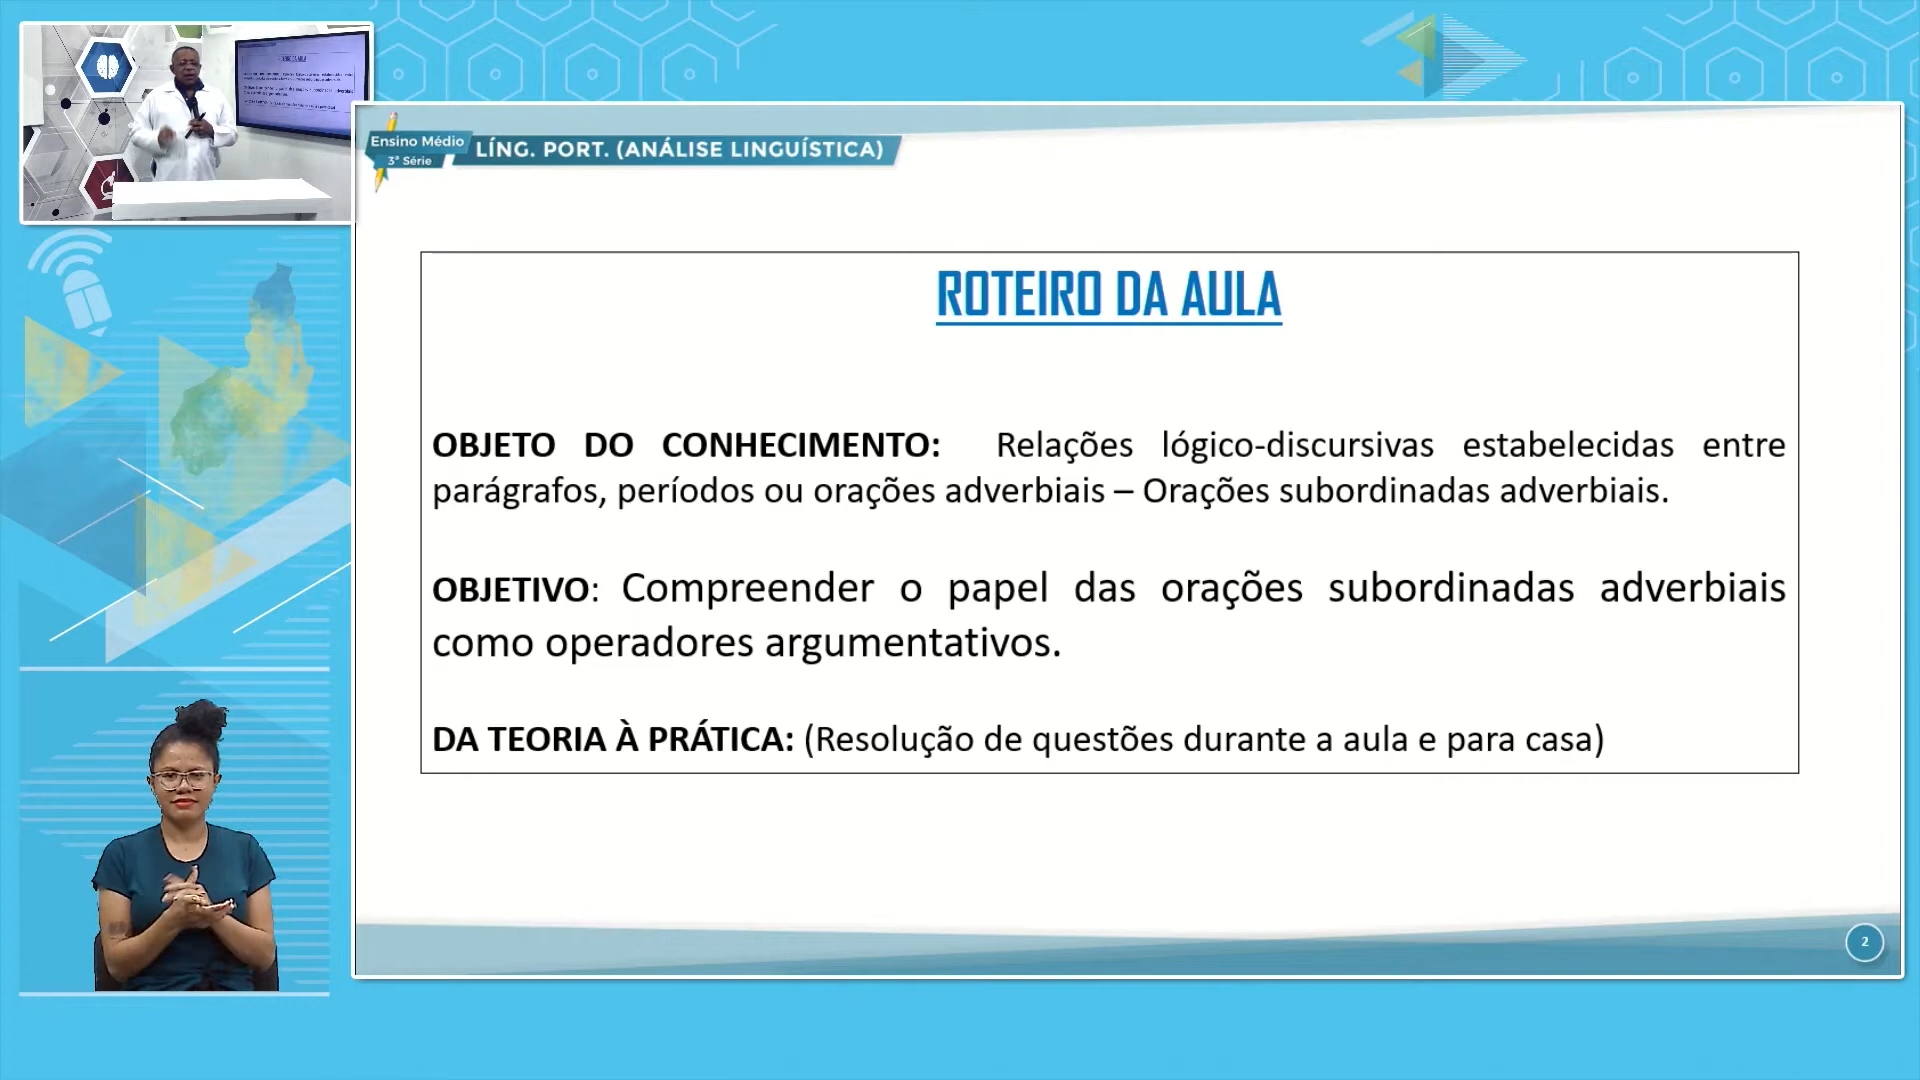 Ensino Médio
3ª Série
LÍNG. PORT. (ANÁLISE LINGUÍSTICA)
ROTEIRO DA AULA
OBJETO DO CONHECIMENTO: Relações lógico-discursivas estabelecidas entre
parágrafos, períodos ou orações adverbiais – Orações subordinadas adverbiais.
OBJETIVO: Compreender o papel das orações subordinadas adverbiais
como operadores argumentativos.
DA TEORIA À PRÁTICA: (Resolução de questões durante a aula e para casa)
2